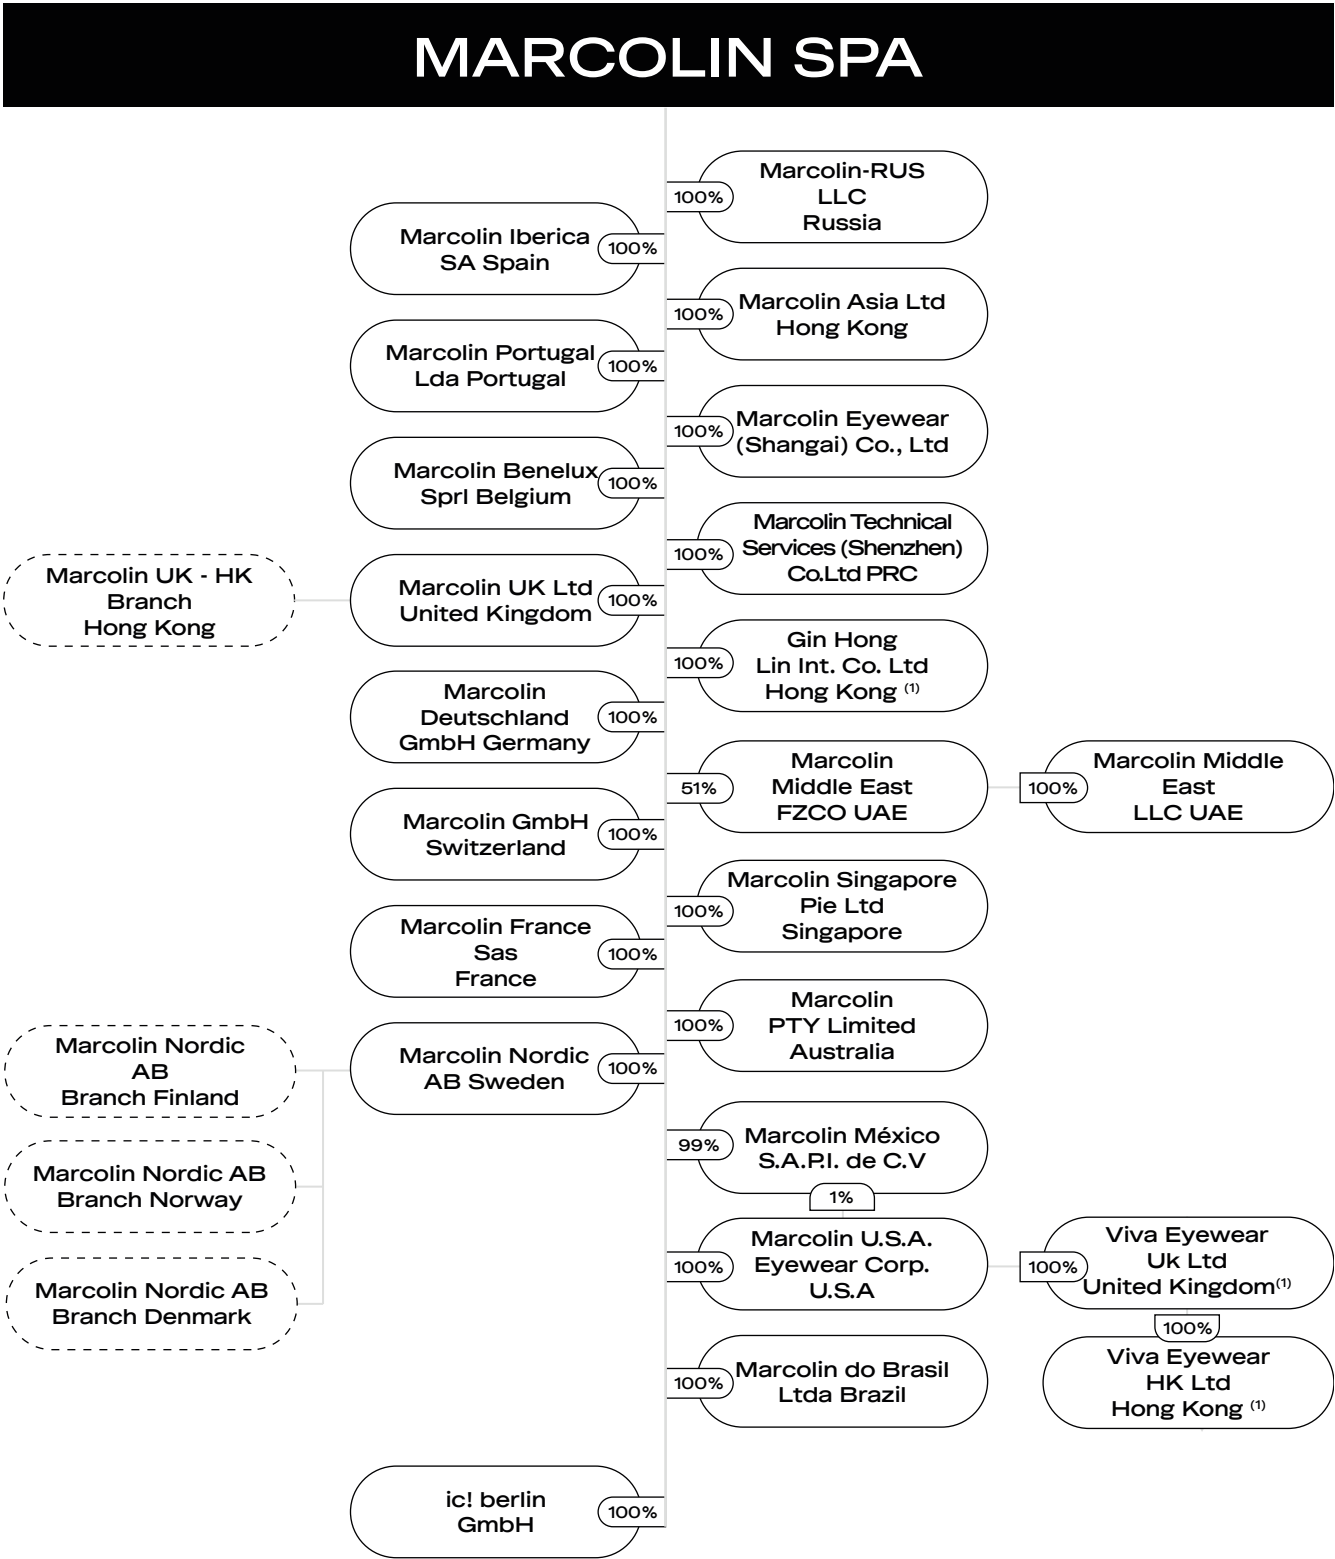 MARCOLIN SPA
100%
Marcolin-RUS
LLC
Russia
Marcolin Iberica
SA Spain
100%
100%
Marcolin Asia Ltd
Hong Kong
Marcolin Portugal
Lda Portugal
100%
100%
Marcolin Eyewear
(Shangai) Co., Ltd
Marcolin Benelux
Sprl Belgium
100%
100%
Marcolin Technical
Services (Shenzhen)
Co.Ltd PRC
Marcolin UK - HK
Branch
Hong Kong
Marcolin UK Ltd
United Kingdom
100%
100%
Gin Hong
Lin Int. Co. Ltd
Hong Kong (1)
Marcolin
Deutschland
GmbH Germany
100%
51%
Marcolin
Middle East
FZCO UAE
100%
Marcolin Middle
East
LLC UAE
Marcolin GmbH
Switzerland
100%
100%
Marcolin Singapore
Pie Ltd
Singapore
Marcolin France
Sas
France
100%
100%
Marcolin
PTY Limited
Australia
Marcolin Nordic
AB
Branch Finland
Marcolin Nordic
AB Sweden
100%
99%
Marcolin México
S.A.P.I. de C.V
1%
Marcolin Nordic AB
Branch Norway
100%
Marcolin U.S.A.
Eyewear Corp.
U.S.A
100%
Viva Eyewear
Uk Ltd
United Kingdom(1)
Marcolin Nordic AB
Branch Denmark
100%
100%
Marcolin do Brasil
Ltda Brazil
Viva Eyewear
HK Ltd
Hong Kong (1)
ic! berlin
GmbH
100%